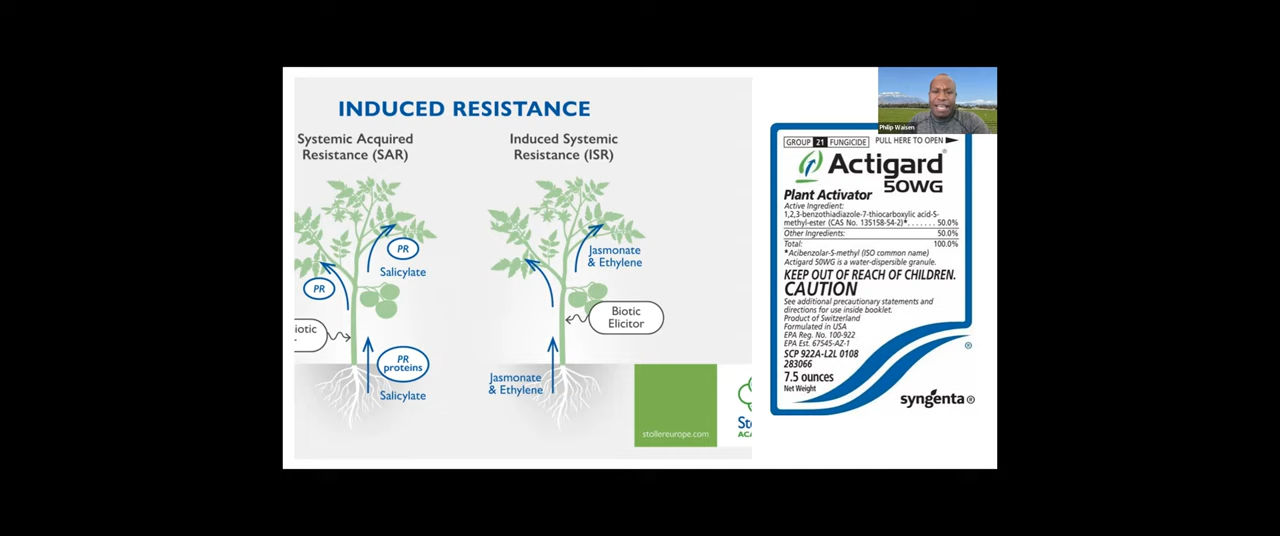 INDUCED RESISTANCE
Systemic Acquired
Resistance (SAR)
PR
Salicylate
PR
iotic
PR
proteins
Salicylate
Induced Systemic
Resistance (ISR)
Jasmonate
& Ethylene
Biotic
Elicitor
Jasmonate
& Ethylene
stollereurope.com
Sto
ACA
Philip Waisen
GROUP 21 FUNGICIDE PULL HERE TO OPEN
Actigard®
50WG
Plant Activator
Active Ingredient:
1,2,3-benzothiadiazole-7-thiocarboxylic acid-S-
methyl-ester (CAS No. 135158-54-2)*....... 50.0%
Other Ingredients: 50.0%
Total: 100.0%
*Acibenzolar-S-methyl (ISO common name)
Actigard 50WG is a water-dispersible granule.
KEEP OUT OF REACH OF CHILDREN.
CAUTION
See additional precautionary statements and
directions for use inside booklet.
Product of Switzerland
Formulated in USA
EPA Reg. No. 100-922
EPA Est. 67545-AZ-1
SCP 922A-L2L 0108
283066
7.5 ounces
Net Weight
®
syngenta®